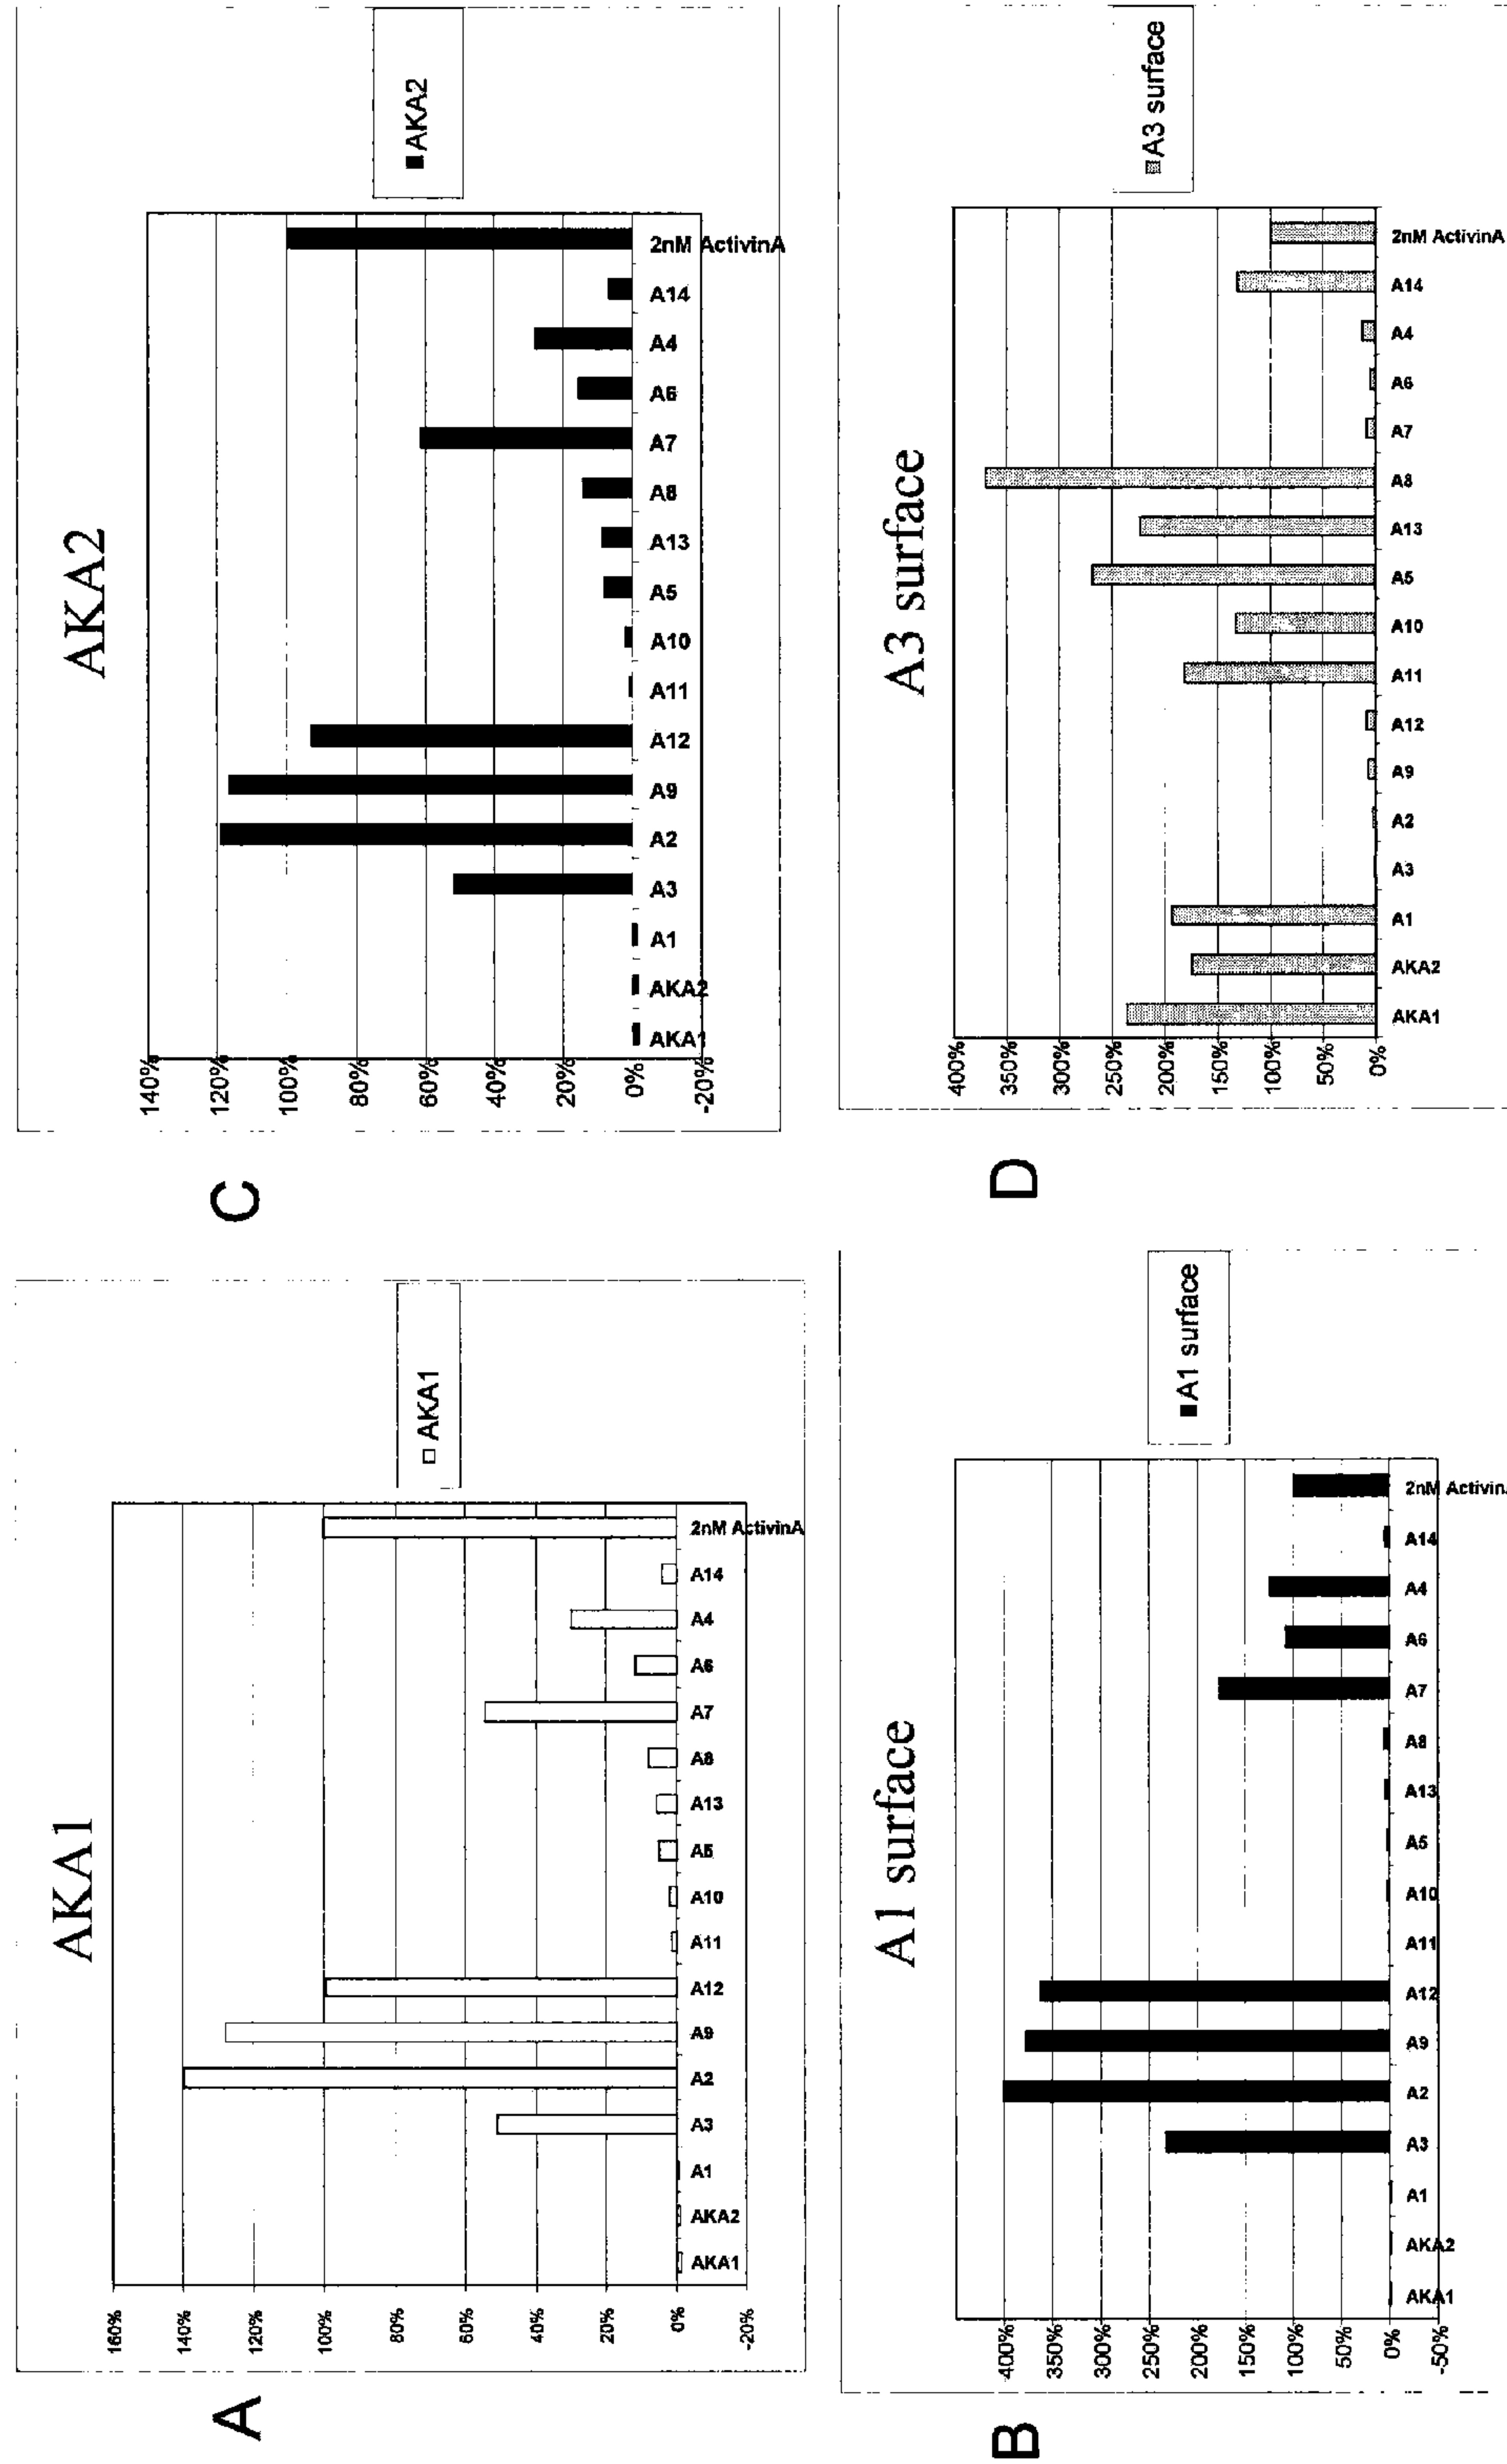 A
AKA1
160%
140%
120%
100%
80%
60%
40%
20%
0%
-20%
AKA1
AKA2
A1
A3
A2
A9
A12
A11
A10
A5
A13
A8
A7
A6
A4
A14
2nM ActivinA
AKA1
C
AKA2
140%
120%
100%
80%
60%
40%
20%
0%
-20%
AKA1
AKA2
A1
A3
A2
A9
A12
A11
A10
A5
A13
A8
A7
A6
A4
A14
2nM ActivinA
AKA2
B
A1 surface
400%
350%
300%
250%
200%
150%
100%
50%
0%
-50%
AKA1
AKA2
A1
A3
A2
A9
A12
A11
A10
A5
A13
A8
A7
A6
A4
A14
2nM Activin
A1 surface
D
A3 surface
400%
350%
300%
250%
200%
150%
100%
50%
0%
AKA1
AKA2
A1
A3
A2
A9
A12
A11
A10
A5
A13
A8
A7
A6
A4
A14
2nM ActivinA
A3 surface